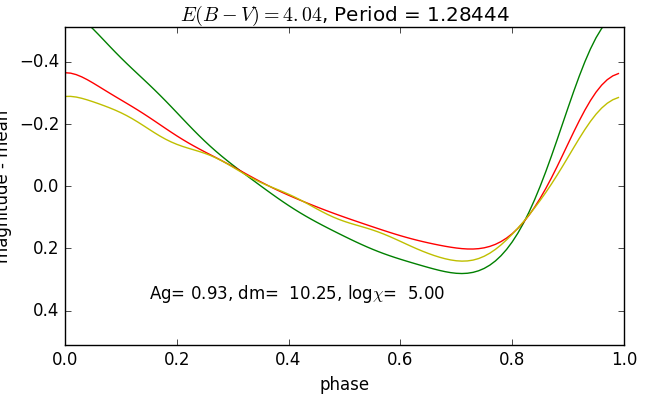 E(B − V) = 4.04, Period = 1.28444
−0.4
−0.2
0.0
0.2
0.4
magnitude - mean
Ag= 0.93, dm= 10.25, logχ= 5.00
0.0 0.2 0.4 0.6 0.8 1.0
phase